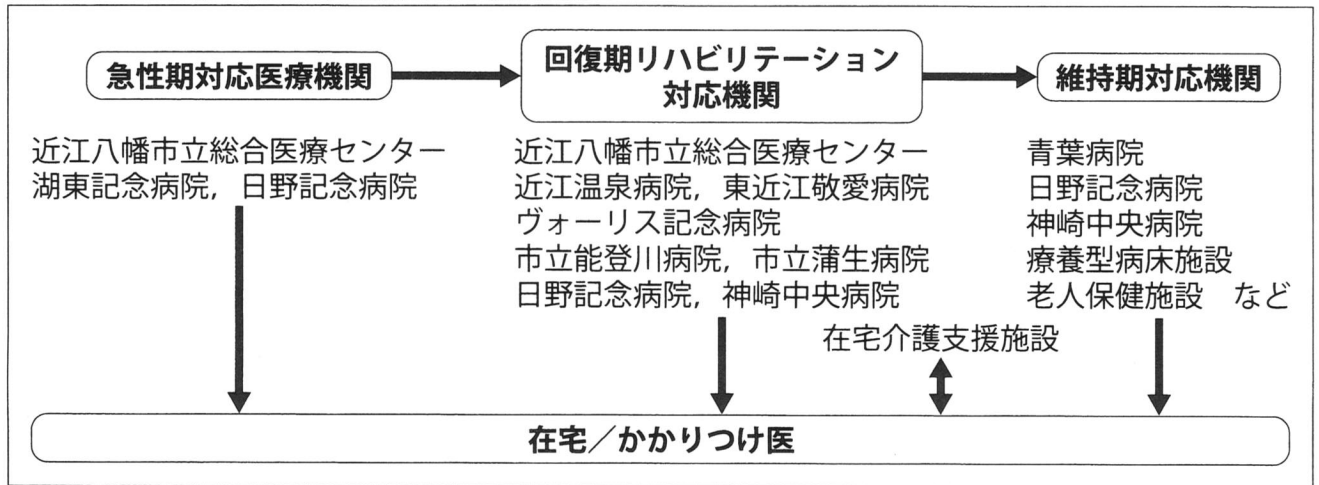 急性期対応医療機関
近江八幡市立総合医療センター
湖東記念病院，日野記念病院
回復期リハビリテーション
対応機関
近江八幡市立総合医療センター
近江温泉病院，東近江敬愛病院
ヴォーリス記念病院
市立能登川病院，市立蒲生病院
日野記念病院，神崎中央病院
維持期対応機関
青葉病院
日野記念病院
神崎中央病院
療養型病床施設
老人保健施設　など
在宅介護支援施設
在宅／かかりつけ医